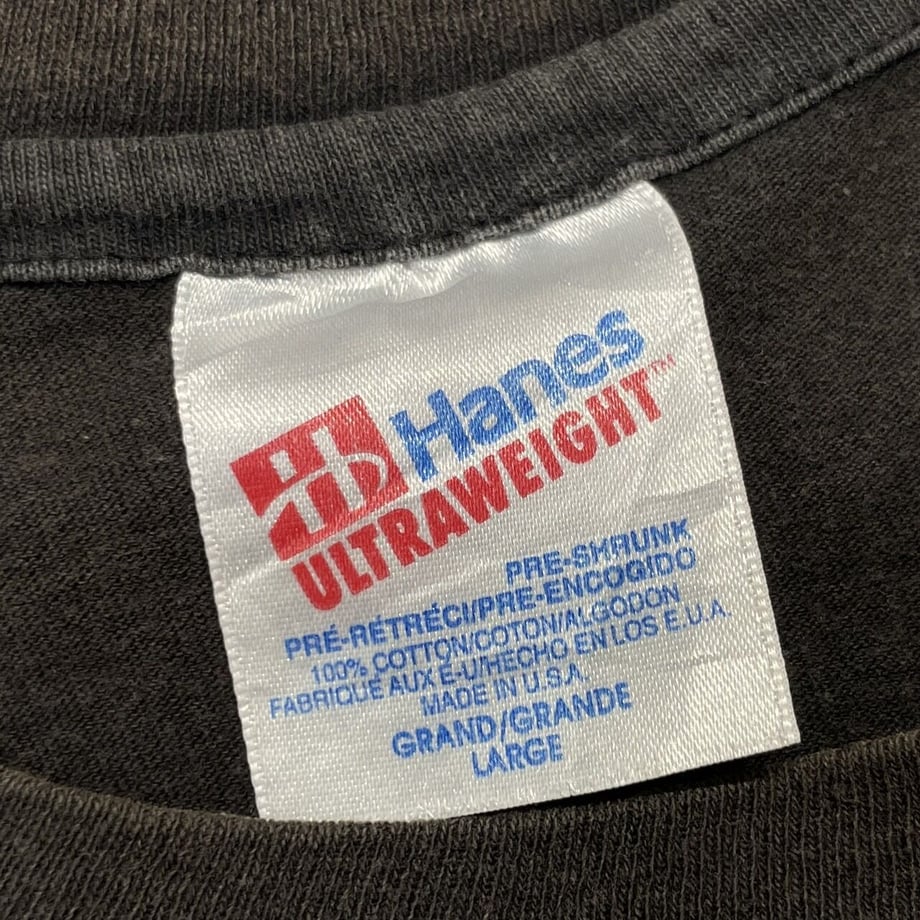 Hanes
ULTRAWEIGHT™
PRE-SHRUNK
PRÉ-RÉTRÉCI/PRE-ENCOGIDO
100% COTTON/COTON/ALGODON
FABRIQUÉ AUX É-U/HECHO EN LOS E.U.A.
MADE IN U.S.A.
GRAND/GRANDE
LARGE